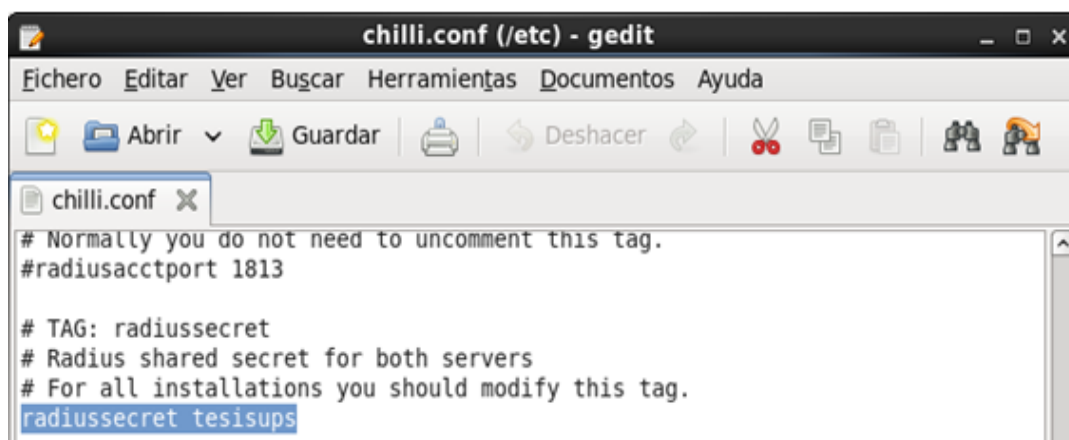 chilli.conf (/etc) - gedit
Fichero Editar Ver Buscar Herramientas Documentos Ayuda
Abrir Guardar Deshacer
chilli.conf
# Normally you do not need to uncomment this tag.
#radiusacctport 1813
# TAG: radiussecret
# Radius shared secret for both servers
# For all installations you should modify this tag.
radiussecret tesisups